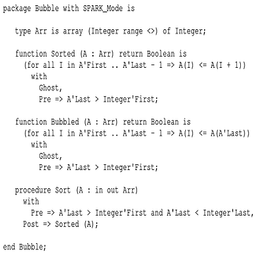 package Bubble with SPARK_Mode is
type Arr is array (Integer range <>) of Integer;
function Sorted (A : Arr) return Boolean is
(for all I in A'First .. A'Last - 1 => A(I) <= A(I + 1))
with
Ghost,
Pre => A'Last > Integer'First;
function Bubbled (A : Arr) return Boolean is
(for all I in A'First .. A'Last - 1 => A(I) <= A(A'Last))
with
Ghost,
Pre => A'Last > Integer'First;
procedure Sort (A : in out Arr)
with
Pre => A'Last > Integer'First and A'Last < Integer'Last,
Post => Sorted (A);
end Bubble;